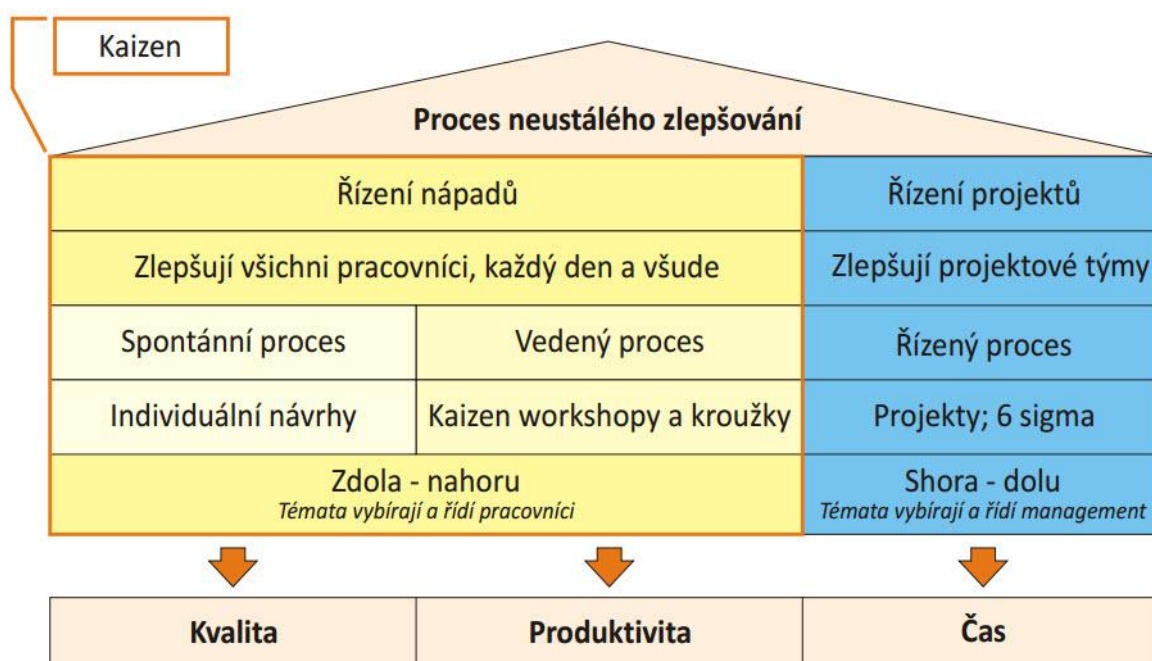 Kaizen
Proces neustálého zlepšování
Řízení nápadů
Řízení projektů
Zlepšují všichni pracovníci, každý den a všude
Zlepšují projektové týmy
Spontánní proces
Vedený proces
Řízený proces
Individuální návrhy
Kaizen workshopy a kroužky
Projekty; 6 sigma
Zdola - nahoru
Témata vybírají a řídí pracovníci
Shora - dolu
Témata vybírají a řídí management
Kvalita
Produktivita
Čas